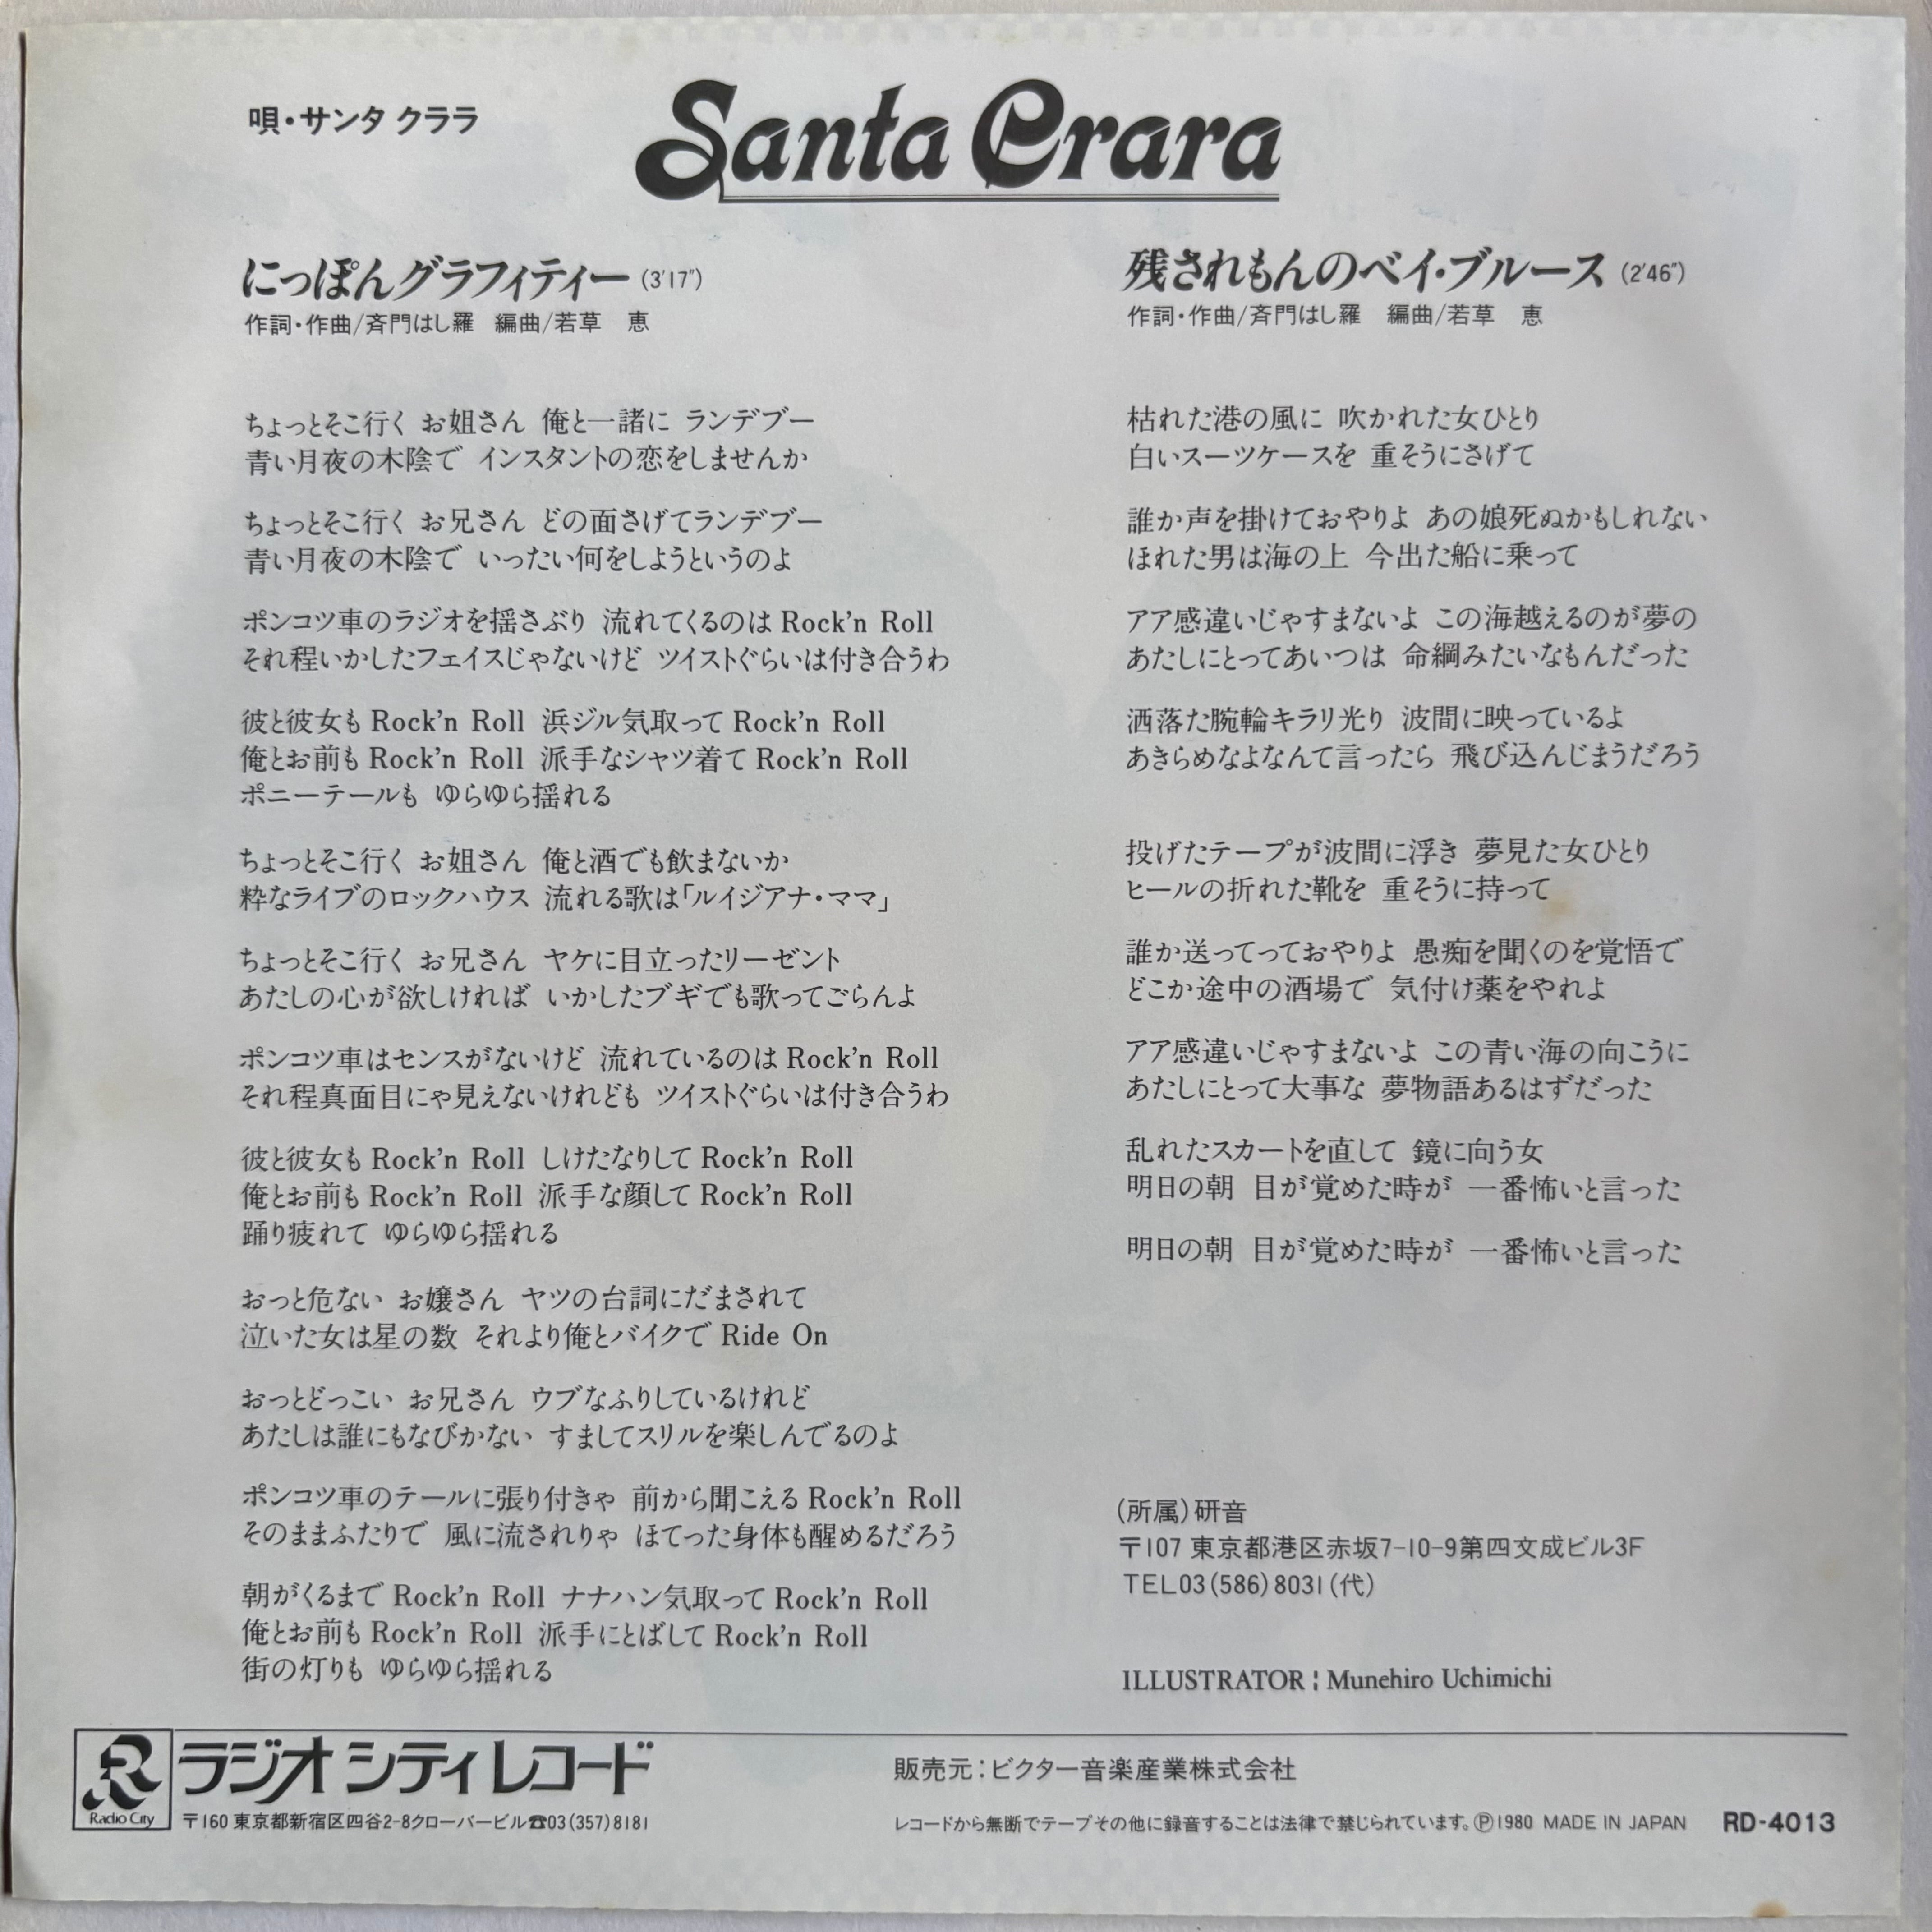 唄・サンタ クララ
Santa Crara
にっぽんグラフィティー (3'17")
作詞・作曲/斉門はし羅 編曲/若草 恵
ちょっとそこ行く お姐さん 俺と一諸に ランデブー
青い月夜の木陰で インスタントの恋をしませんか
ちょっとそこ行く お兄さん どの面さげてランデブー
青い月夜の木陰で いったい何をしようというのよ
ポンコツ車のラジオを揺さぶり 流れてくるのは Rock'n Roll
それ程いかしたフェイスじゃないけど ツイストぐらいは付き合うわ
彼と彼女も Rock'n Roll 浜ジル気取って Rock'n Roll
俺とお前も Rock'n Roll 派手なシャツ着て Rock'n Roll
ポニーテールも ゆらゆら揺れる
ちょっとそこ行く お姐さん 俺と酒でも飲まないか
粋なライブのロックハウス 流れる歌は「ルイジアナ・ママ」
ちょっとそこ行く お兄さん ヤケに目立ったリーゼント
あたしの心が欲しければ いかしたブギでも歌ってごらんよ
ポンコツ車はセンスがないけど 流れているのは Rock'n Roll
それ程真面目にゃ見えないけれども ツイストぐらいは付き合うわ
彼と彼女も Rock'n Roll しけたなりして Rock'n Roll
俺とお前も Rock'n Roll 派手な顔して Rock'n Roll
踊り疲れて ゆらゆら揺れる
おっと危ない お嬢さん ヤツの台詞にだまされて
泣いた女は星の数 それより俺とバイクで Ride On
おっとどっこい お兄さん ウブなふりしているけれど
あたしは誰にもなびかない すましてスリルを楽しんでるのよ
ポンコツ車のテールに張り付きゃ 前から聞こえる Rock'n Roll
そのままふたりで 風に流されりゃ ほてった身体も醒めるだろう
朝がくるまで Rock'n Roll ナナハン気取って Rock'n Roll
俺とお前も Rock'n Roll 派手にとばして Rock'n Roll
街の灯りも ゆらゆら揺れる
残されもんのベイ・ブルース (2'46")
作詞・作曲/斉門はし羅 編曲/若草 恵
枯れた港の風に 吹かれた女ひとり
白いスーツケースを 重そうにさげて
誰か声を掛けておやりよ あの娘死ぬかもしれない
ほれた男は海の上 今出た船に乗って
アア感違いじゃすまないよ この海越えるのが夢の
あたしにとってあいつは 命綱みたいなもんだった
洒落た腕輪キラリ光り 波間に映っているよ
あきらめなよなんて言ったら 飛び込んじまうだろう
投げたテープが波間に浮き 夢見た女ひとり
ヒールの折れた靴を 重そうに持って
誰か送ってっておやりよ 愚痴を聞くのを覚悟で
どこか途中の酒場で 気付け薬をやれよ
アア感違いじゃすまないよ この青い海の向こうに
あたしにとって大事な 夢物語あるはずだった
乱れたスカートを直して 鏡に向う女
明日の朝 目が覚めた時が 一番怖いと言った
明日の朝 目が覚めた時が 一番怖いと言った
(所属)研音
〒107 東京都港区赤坂7-10-9第四文成ビル3F
TEL03(586)8031(代)
ILLUSTRATOR¦Munehiro Uchimichi
R
Radio City
ラジオ シティ レコード
〒160 東京都新宿区四谷2-8クローバービル☎03(357)8181
販売元:ビクター音楽産業株式会社
レコードから無断でテープその他に録音することは法律で禁じられています。Ⓟ1980 MADE IN JAPAN RD-4013